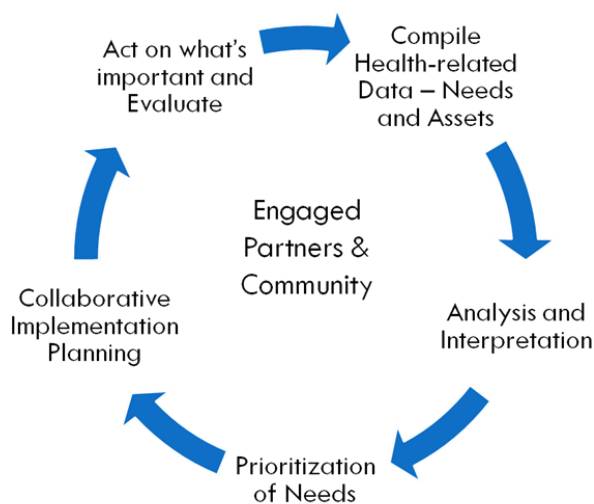 Act on what's
important and
Evaluate
Compile
Health-related
Data – Needs
and Assets
Engaged
Partners &
Community
Analysis and
Interpretation
Prioritization
of Needs
Collaborative
Implementation
Planning